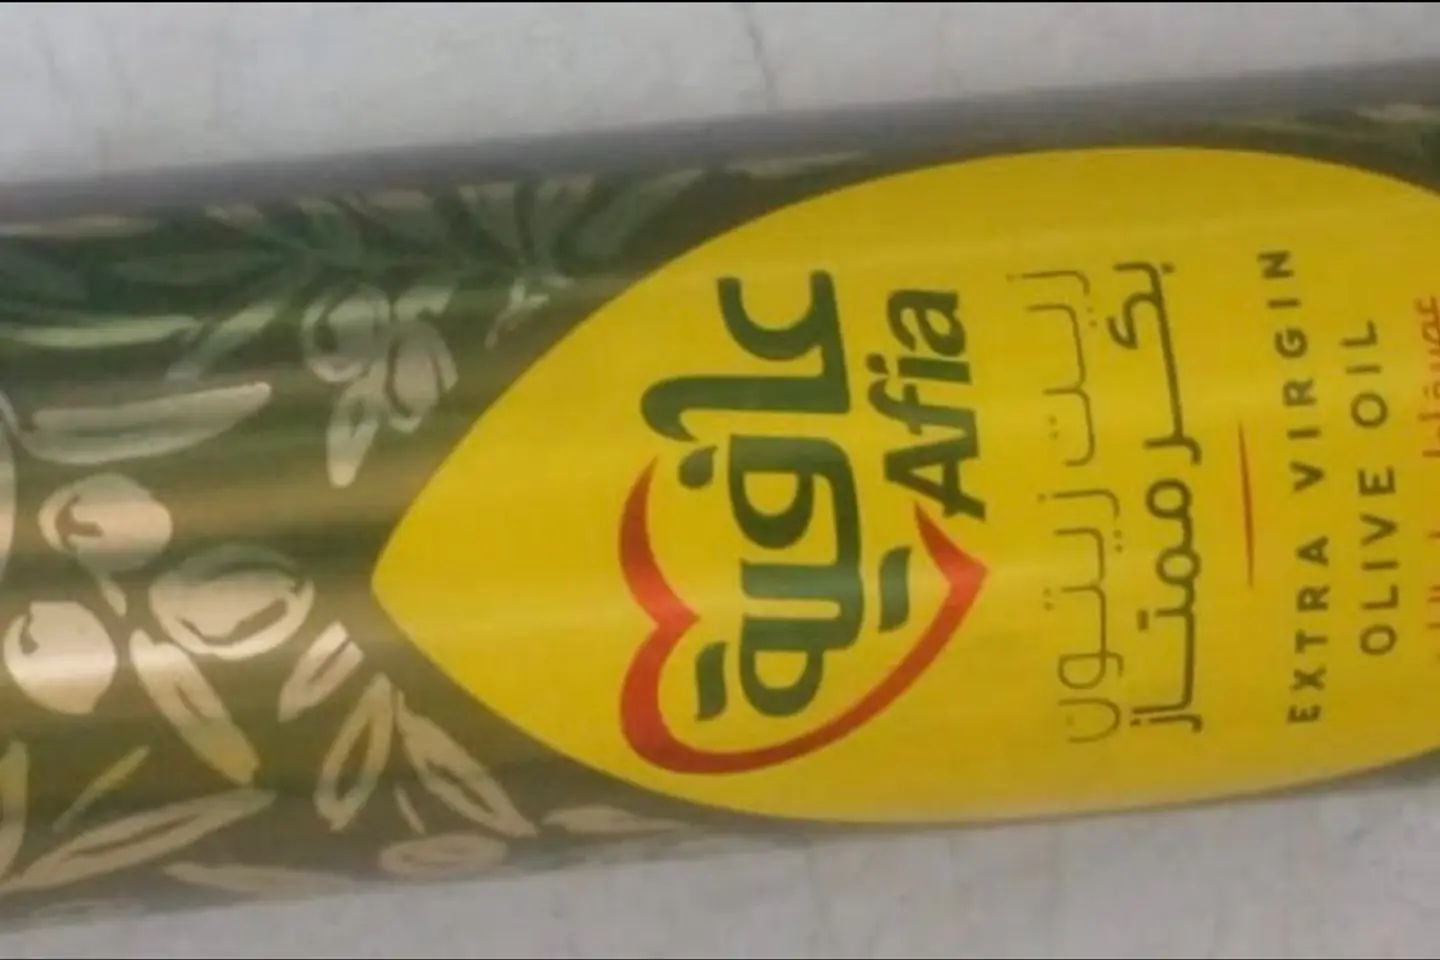 عافية
Afia
زيت زيتون
بكر ممتاز
EXTRA VIRGIN
OLIVE OIL